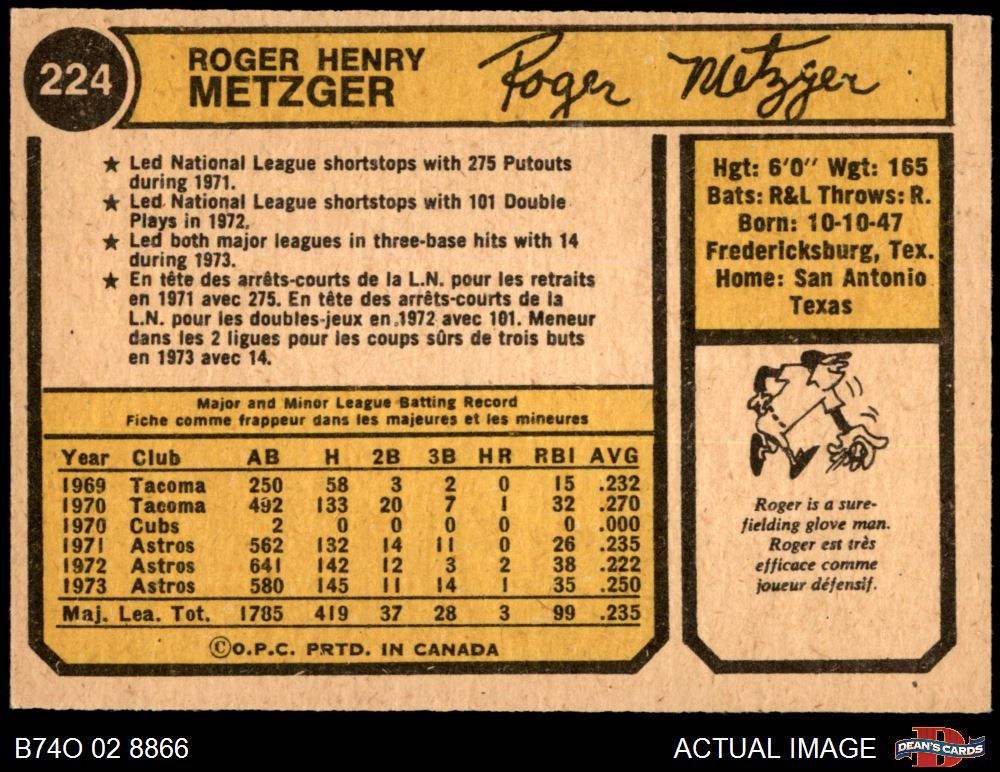 224
ROGER HENRY
METZGER
Roger Metzger
★ Led National League shortstops with 275 Putouts
during 1971.
★ Led National League shortstops with 101 Double
Plays in 1972.
★ Led both major leagues in three-base hits with 14
during 1973.
★ En tête des arrêts-courts de la L.N. pour les retraits
en 1971 avec 275. En tête des arrêts-courts de la
L.N. pour les doubles-jeux en 1972 avec 101. Meneur
dans les 2 ligues pour les coups sûrs de trois buts
en 1973 avec 14.
Major and Minor League Batting Record
Fiche comme frappeur dans les majeures et les mineures
Year Club AB H 2B 3B HR RBI AVG
1969 Tacoma 250 58 3 2 0 15 .232
1970 Tacoma 492 133 20 7 1 32 .270
1970 Cubs 2 0 0 0 0 0 .000
1971 Astros 562 132 14 11 0 26 .235
1972 Astros 641 142 12 3 2 38 .222
1973 Astros 580 145 11 14 1 35 .250
Maj. Lea. Tot. 1785 419 37 28 3 99 .235
©O.P.C. PRTD. IN CANADA
Hgt: 6'0" Wgt: 165
Bats: R&L Throws: R.
Born: 10-10-47
Fredericksburg, Tex.
Home: San Antonio
Texas
Roger is a sure-
fielding glove man.
Roger est très
efficace comme
joueur défensif.
B74O 02 8866
ACTUAL IMAGE
D
DEAN'S CARDS